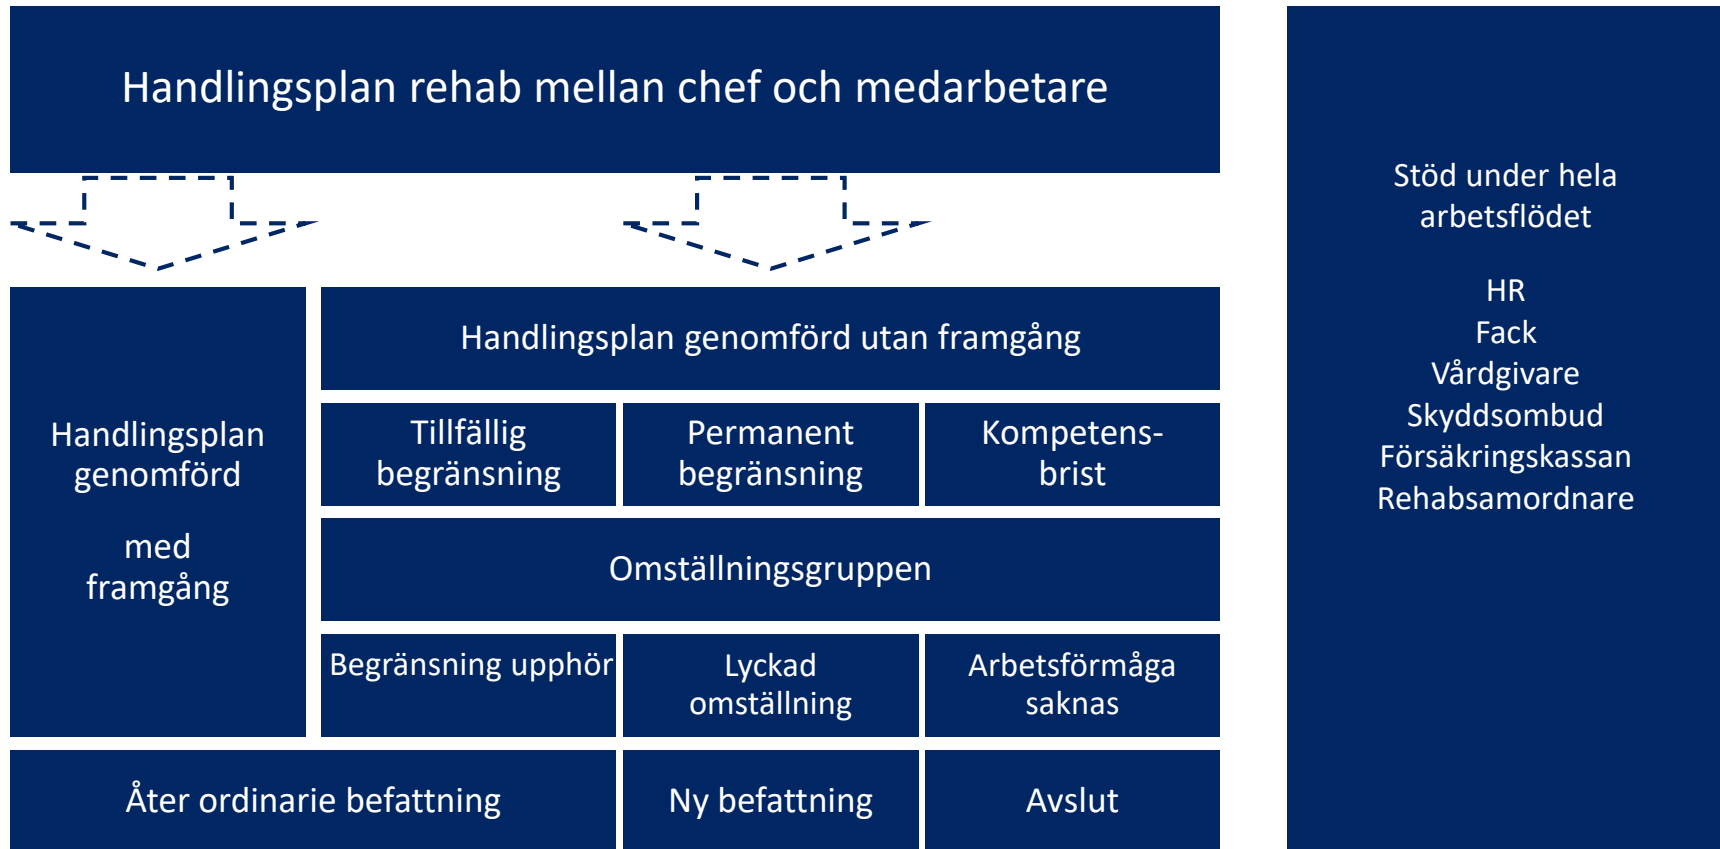 Handlingsplan rehab mellan chef och medarbetare
Handlingsplan
genomförd
med
framgång
Handlingsplan genomförd utan framgång
Tillfällig
begränsning
Permanent
begränsning
Kompetens-
brist
Omställningsgruppen
Begränsning upphör
Lyckad
omställning
Arbetsförmåga
saknas
Åter ordinarie befattning
Ny befattning
Avslut
Stöd under hela
arbetsflödet
HR
Fack
Vårdgivare
Skyddsombud
Försäkringskassan
Rehabsamordnare